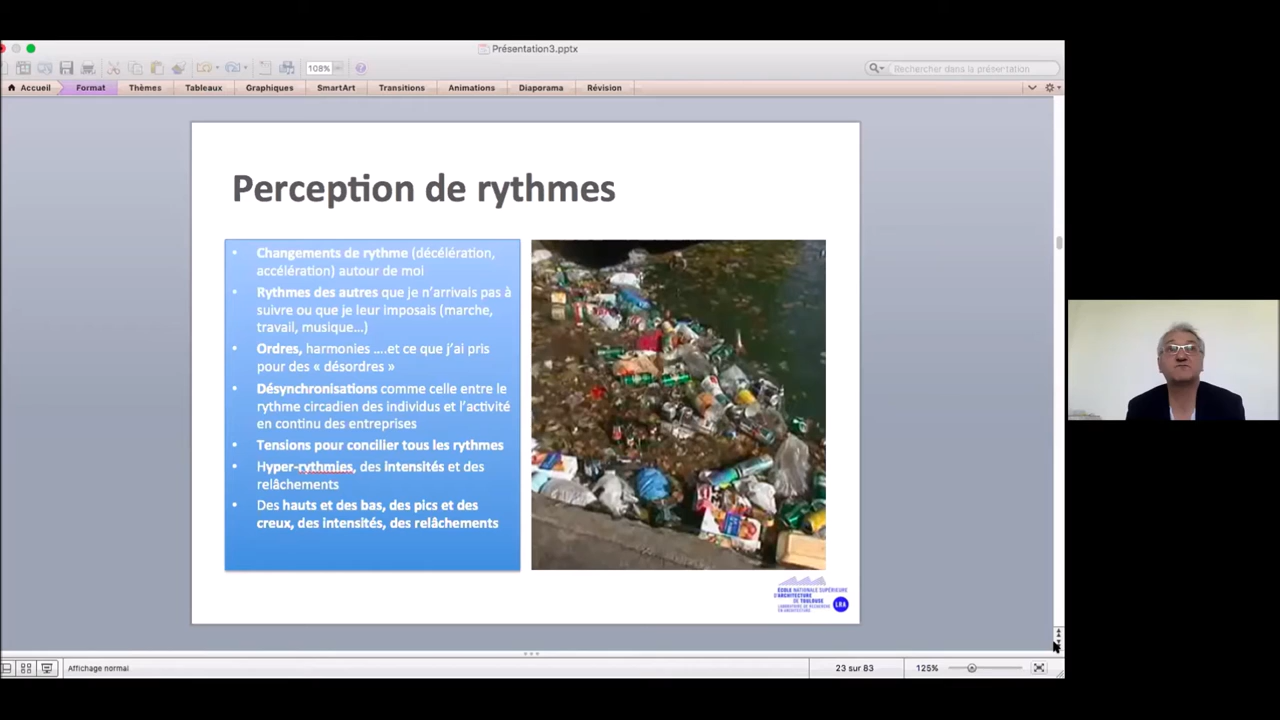 Présentation3.pptx
108%
Rechercher dans la présentation
Accueil Format Thèmes Tableaux Graphiques SmartArt Transitions Animations Diaporama Révision
Perception de rythmes
• Changements de rythme (décélération,
accélération) autour de moi
• Rythmes des autres que je n’arrivais pas à
suivre ou que je leur imposais (marche,
travail, musique…)
• Ordres, harmonies ….et ce que j’ai pris
pour des « désordres »
• Désynchronisations comme celle entre le
rythme circadien des individus et l’activité
en continu des entreprises
• Tensions pour concilier tous les rythmes
• Hyper-rythmies, des intensités et des
relâchements
• Des hauts et des bas, des pics et des
creux, des intensités, des relâchements
ÉCOLE NATIONALE SUPÉRIEURE
D'ARCHITECTURE
DE TOULOUSE
LABORATOIRE DE RECHERCHE
EN ARCHITECTURE
LRA
Affichage normal
23 sur 83
125%